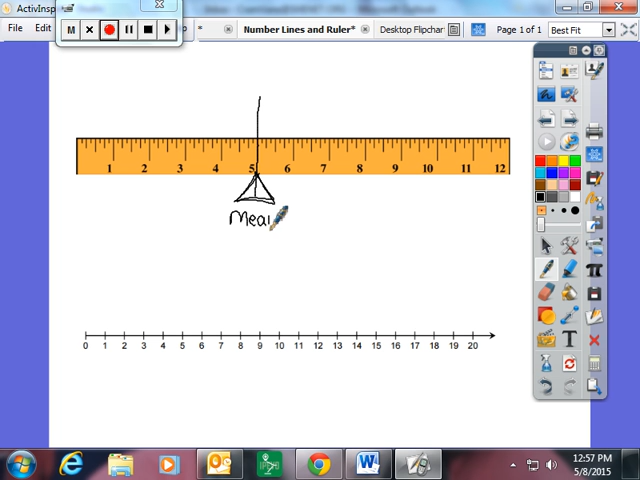 ActivInsp
File Edit
lp
*
Number Lines and Ruler*
Desktop Flipchar
Page 1 of 1
Best Fit
M
1 2 3 4 5 6 7 8 9 10 11 12
Mean
0 1 2 3 4 5 6 7 8 9 10 11 12 13 14 15 16 17 18 19 20
12:57 PM
5/8/2015